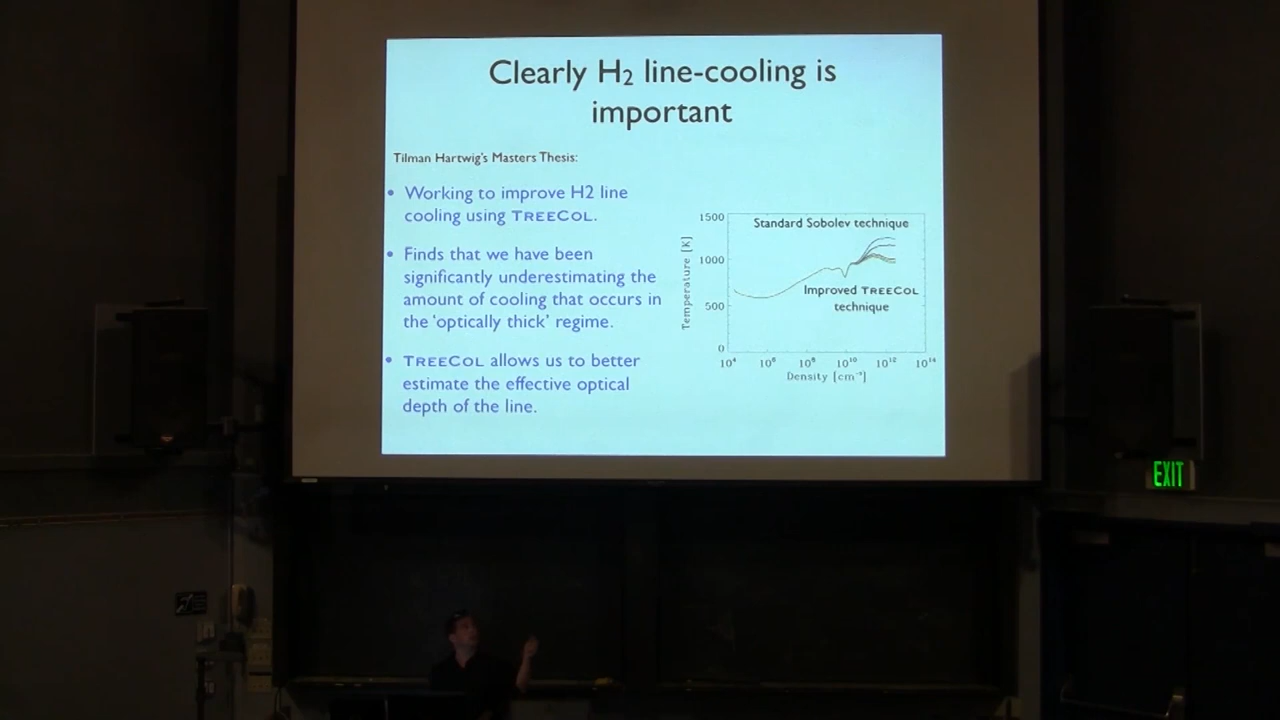 Clearly H₂ line-cooling is
important
Tilman Hartwig's Masters Thesis:
• Working to improve H2 line
cooling using TREECOL.
• Finds that we have been
significantly underestimating the
amount of cooling that occurs in
the 'optically thick' regime.
• TREECOL allows us to better
estimate the effective optical
depth of the line.
1500
1000
500
0
Temperature [K]
Standard Sobolev technique
Improved TREECOL
technique
10⁴ 10⁶ 10⁸ 10¹⁰ 10¹² 10¹⁴
Density [cm⁻³]
EXIT